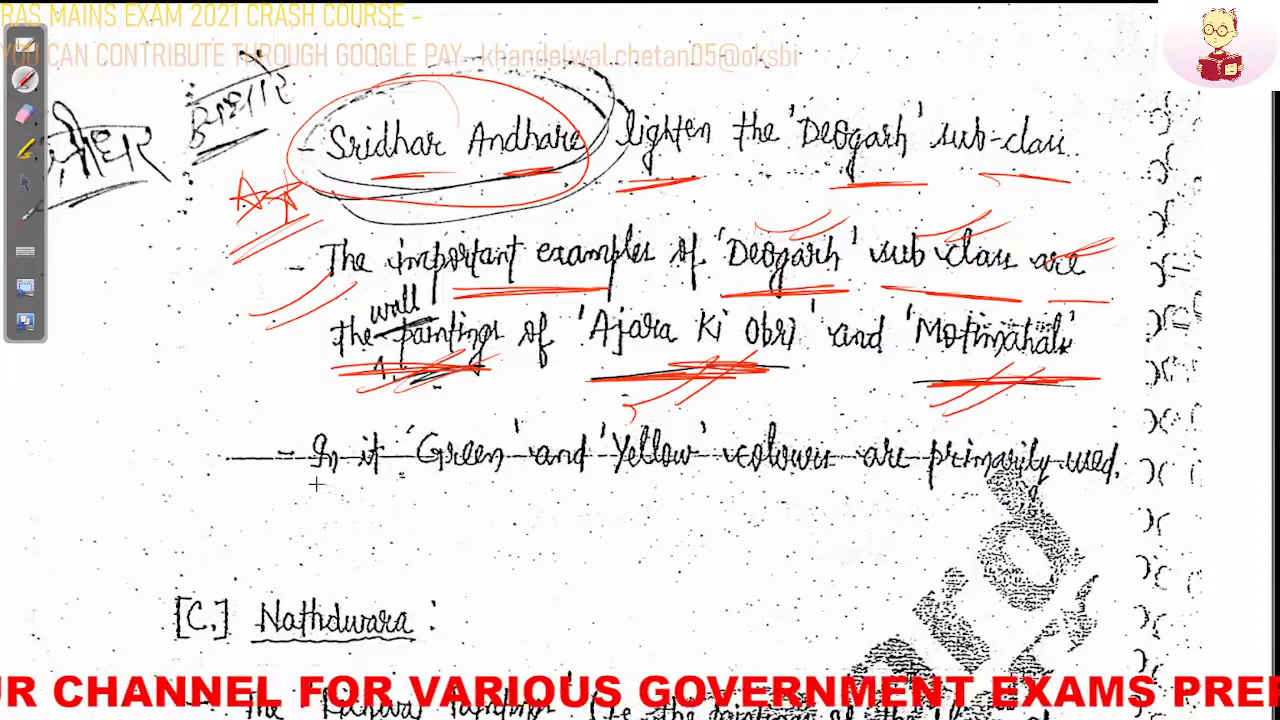 RAS MAINS EXAM 2021 CRASH COURSE -
YOU CAN CONTRIBUTE THROUGH GOOGLE PAY- khandelwal.chetan05@oksbi
श्रीधर अंधारे
- Sridhar Andhare lighten the 'Deogarh' sub-class.
- The important examples of 'Deogarh' sub class are
wall
the paintings of 'Ajara Ki Obri' and 'Motimahal'
- In it 'Green' and 'Yellow' colours are primarily used.
[C.] Nathdwara :
UR CHANNEL FOR VARIOUS GOVERNMENT EXAMS PREP
- The